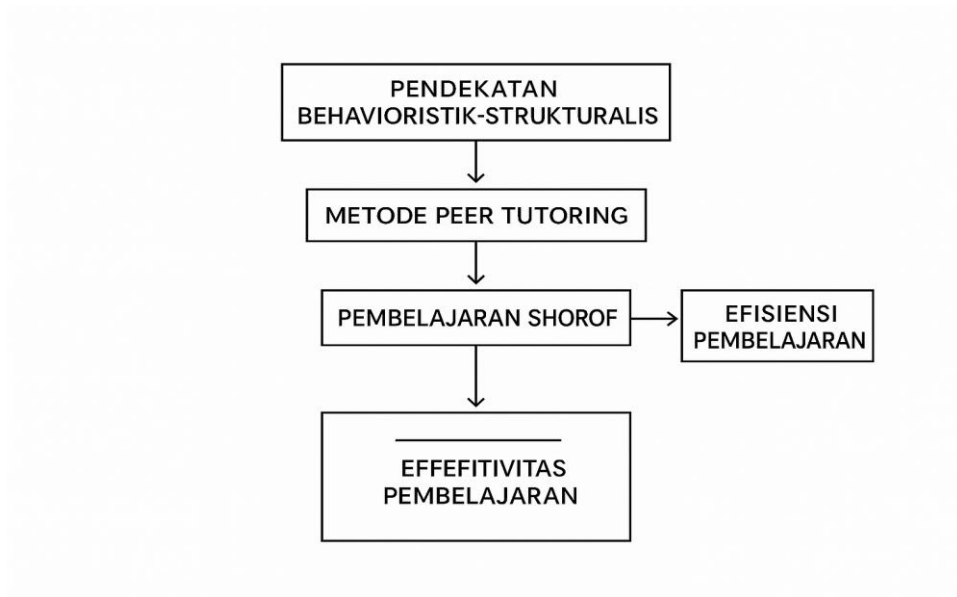 PENDEKATAN
BEHAVIORISTIK-STRUKTURALIS
METODE PEER TUTORING
PEMBELAJARAN SHOROF
EFISIENSI
PEMBELAJARAN
EFFEFITIVITAS
PEMBELAJARAN